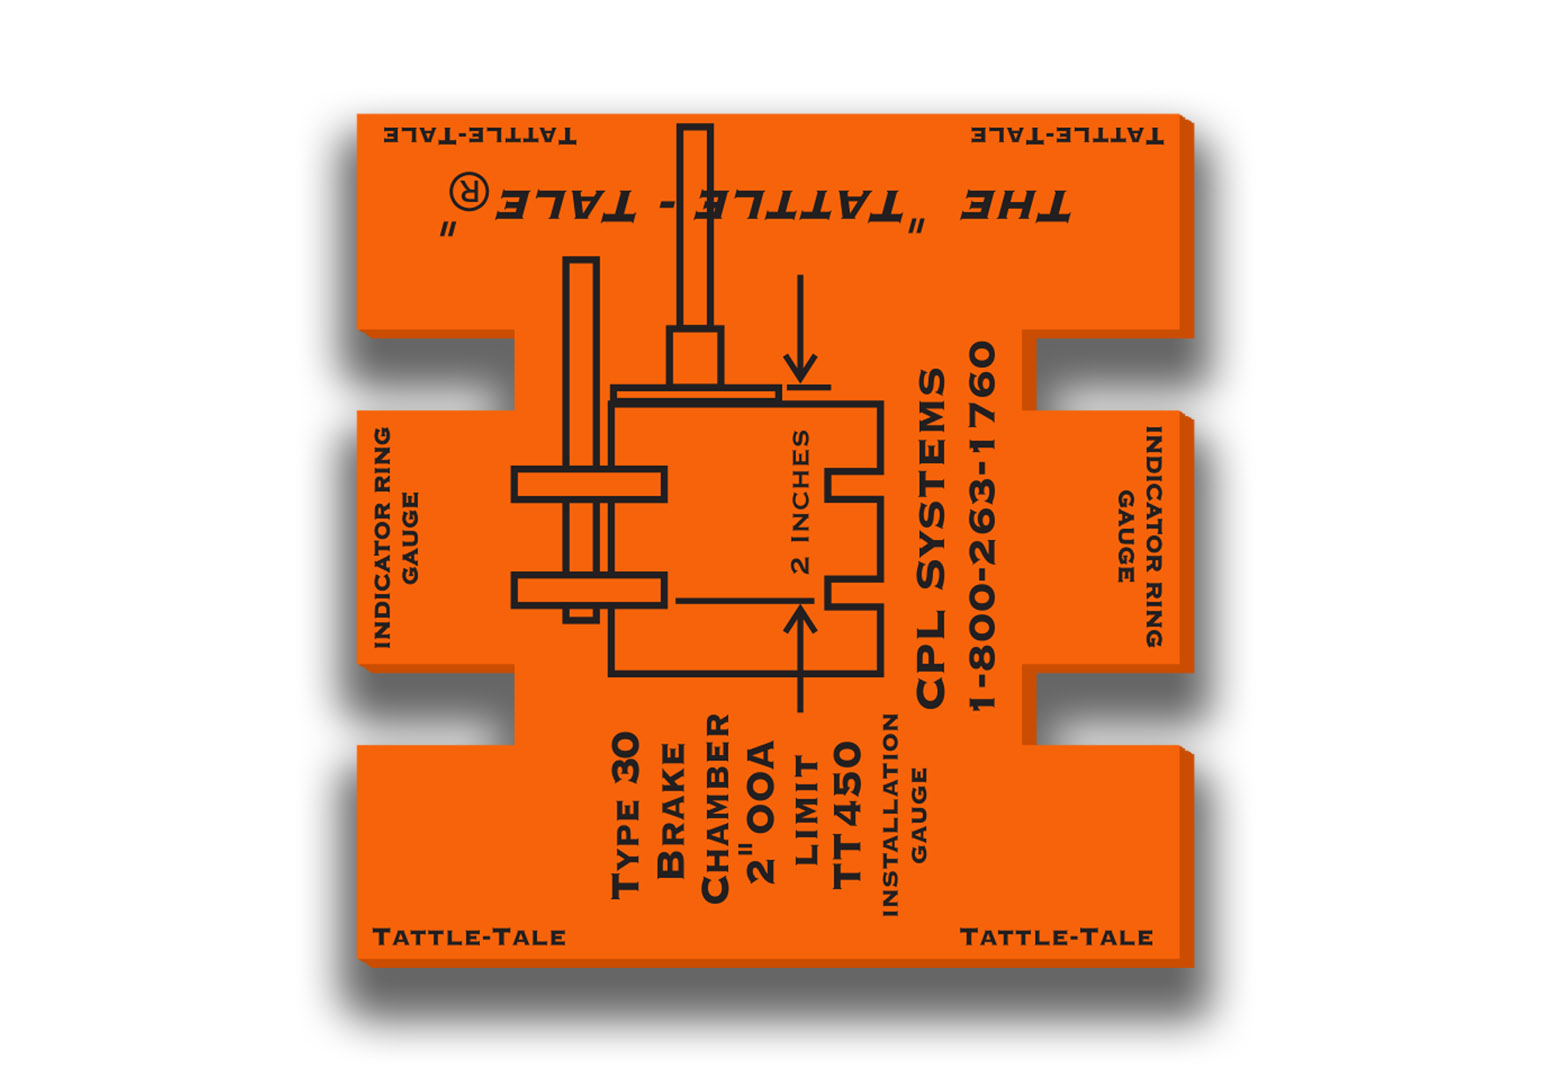 Tattle-Tale
Tattle-Tale
The "Tattle - Tale"®
Indicator Ring
Gauge
2 Inches
CPL Systems
1-800-263-1760
Indicator Ring
Gauge
Type 30
Brake
Chamber
2" OOA
Limit
TT450
Installation
Gauge
Tattle-Tale
Tattle-Tale